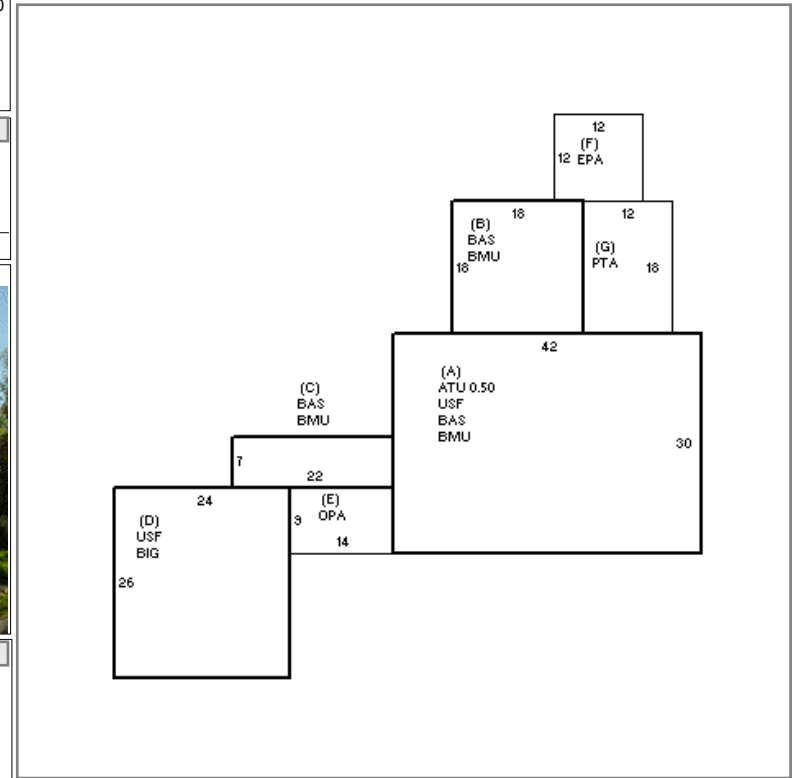 12
(F)
12 EPA
18
12
(B)
BAS
BMU
18
(G)
PTA
18
42
(A)
ATU 0.50
USF
BAS
BMU
30
(C)
BAS
BMU
7
22
24
(E)
OPA
9
14
(D)
USF
BIG
26